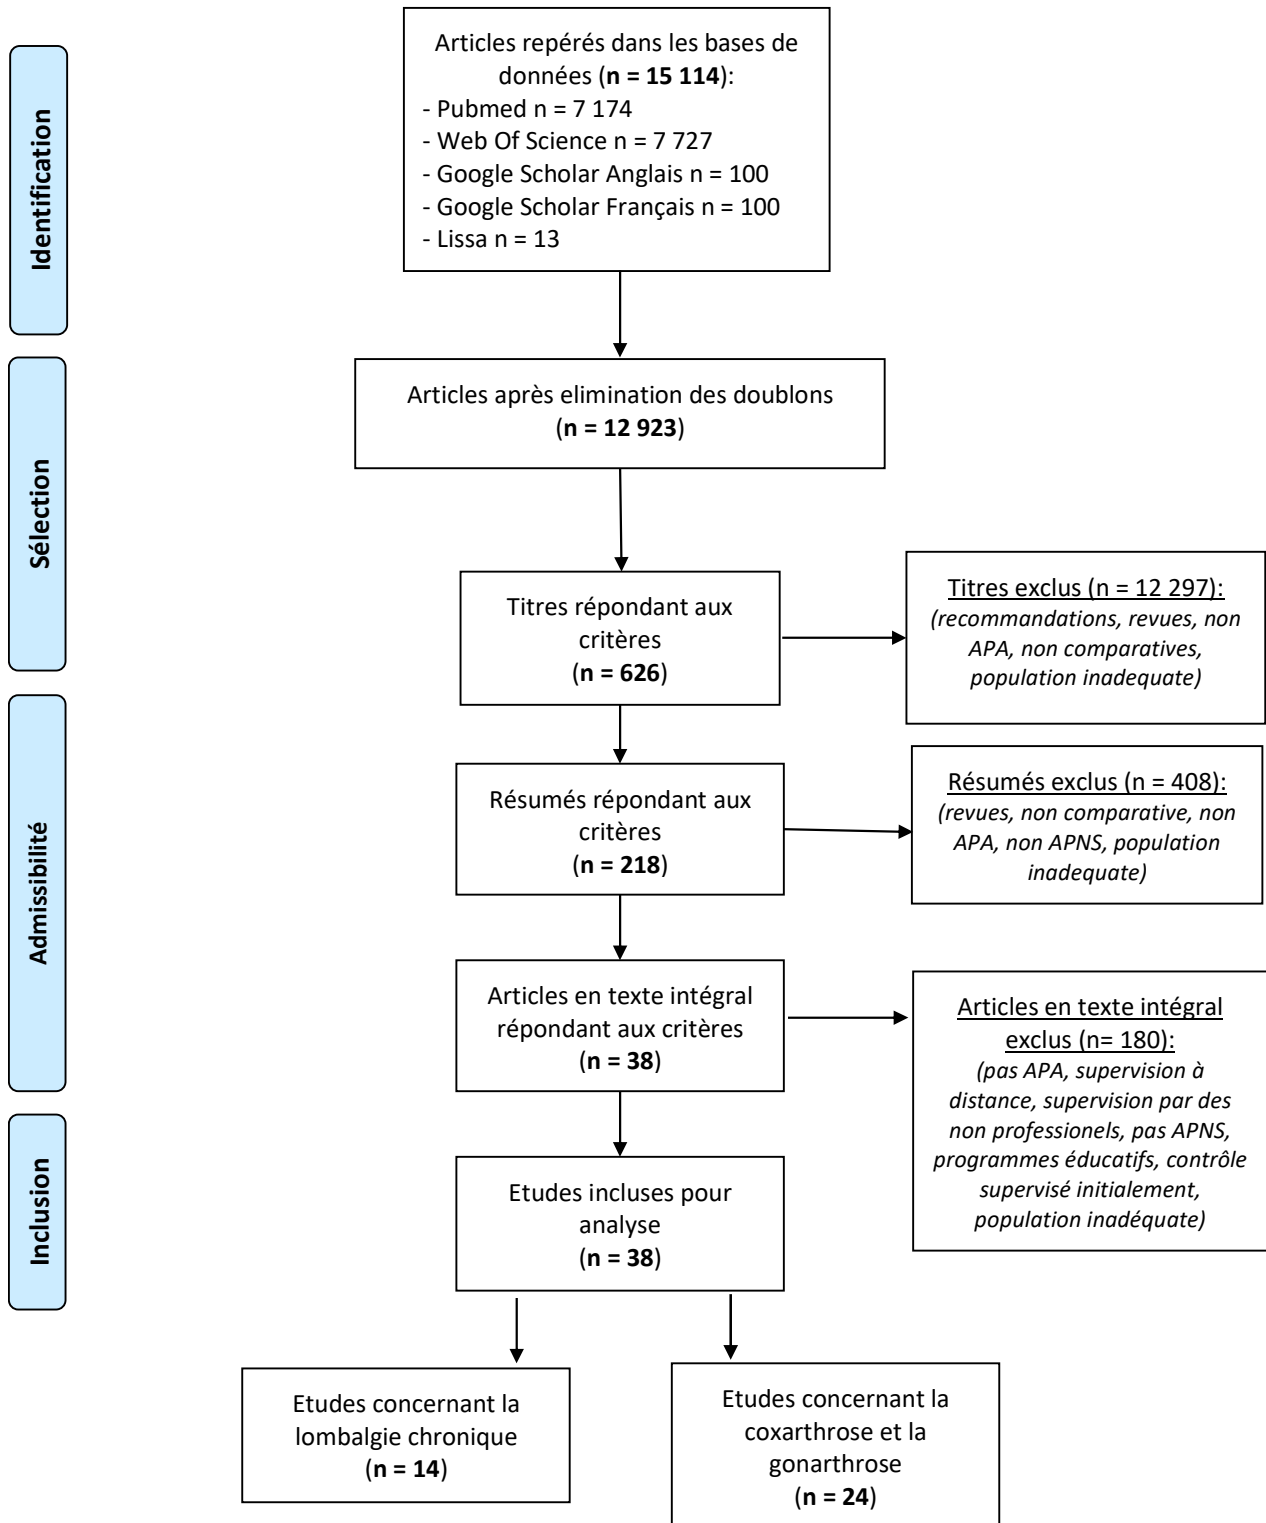 Identification
Articles repérés dans les bases de
données (n = 15 114):
- Pubmed n = 7 174
- Web Of Science n = 7 727
- Google Scholar Anglais n = 100
- Google Scholar Français n = 100
- Lissa n = 13
Sélection
Articles après elimination des doublons
(n = 12 923)
Titres répondant aux
critères
(n = 626)
Titres exclus (n = 12 297):
(recommandations, revues, non
APA, non comparatives,
population inadequate)
Admissibilité
Résumés répondant aux
critères
(n = 218)
Résumés exclus (n = 408):
(revues, non comparative, non
APA, non APNS, population
inadequate)
Articles en texte intégral
répondant aux critères
(n = 38)
Articles en texte intégral
exclus (n= 180):
(pas APA, supervision à
distance, supervision par des
non professionels, pas APNS,
programmes éducatifs, contrôle
supervisé initialement,
population inadéquate)
Inclusion
Etudes incluses pour
analyse
(n = 38)
Etudes concernant la
lombalgie chronique
(n = 14)
Etudes concernant la
coxarthrose et la
gonarthrose
(n = 24)